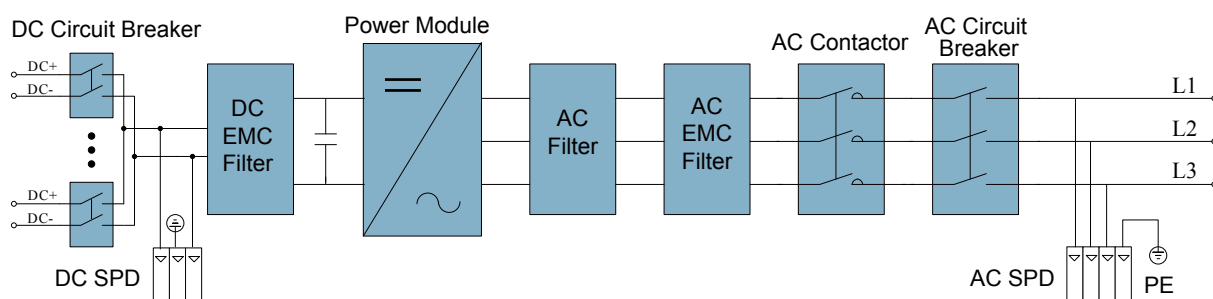 DC Circuit Breaker
Power Module
AC Contactor
AC Circuit
Breaker
DC+
DC-
DC
EMC
Filter
AC
Filter
AC
EMC
Filter
L1
L2
L3
DC+
DC-
DC SPD
AC SPD
PE